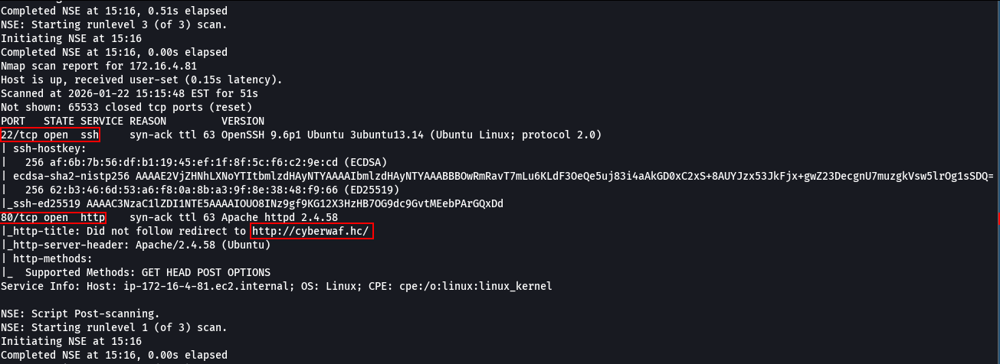 Completed NSE at 15:16, 0.51s elapsed
NSE: Starting runlevel 3 (of 3) scan.
Initiating NSE at 15:16
Completed NSE at 15:16, 0.00s elapsed
Nmap scan report for 172.16.4.81
Host is up, received user-set (0.15s latency).
Scanned at 2026-01-22 15:15:48 EST for 51s
Not shown: 65533 closed tcp ports (reset)
PORT   STATE SERVICE REASON         VERSION
22/tcp open  ssh     syn-ack ttl 63 OpenSSH 9.6p1 Ubuntu 3ubuntu13.14 (Ubuntu Linux; protocol 2.0)
| ssh-hostkey:
|   256 af:6b:7b:56:df:b1:19:45:ef:1f:8f:5c:f6:c2:9e:cd (ECDSA)
| ecdsa-sha2-nistp256 AAAAE2VjZHNhLXNoYTItbmlzdHAyNTYAAAAIbmlzdHAyNTYAAABBBOwRmRavT7mLu6KLdF3OeQe5uj83i4aAkGD0xC2xS+8AUYJzx53JkFjx+gwZ23DecgnU7muzgkVsw5lrOg1sSDQ=
|   256 62:b3:46:6d:53:a6:f8:0a:8b:a3:9f:8e:38:48:f9:66 (ED25519)
|_ssh-ed25519 AAAAC3NzaC1lZDI1NTE5AAAAIOUO8INz9gf9KG12X3HzHB7OG9dc9GvtMEebPArGQxDd
80/tcp open  http    syn-ack ttl 63 Apache httpd 2.4.58
|_http-title: Did not follow redirect to http://cyberwaf.hc/
|_http-server-header: Apache/2.4.58 (Ubuntu)
| http-methods:
|_  Supported Methods: GET HEAD POST OPTIONS
Service Info: Host: ip-172-16-4-81.ec2.internal; OS: Linux; CPE: cpe:/o:linux:linux_kernel

NSE: Script Post-scanning.
NSE: Starting runlevel 1 (of 3) scan.
Initiating NSE at 15:16
Completed NSE at 15:16, 0.00s elapsed